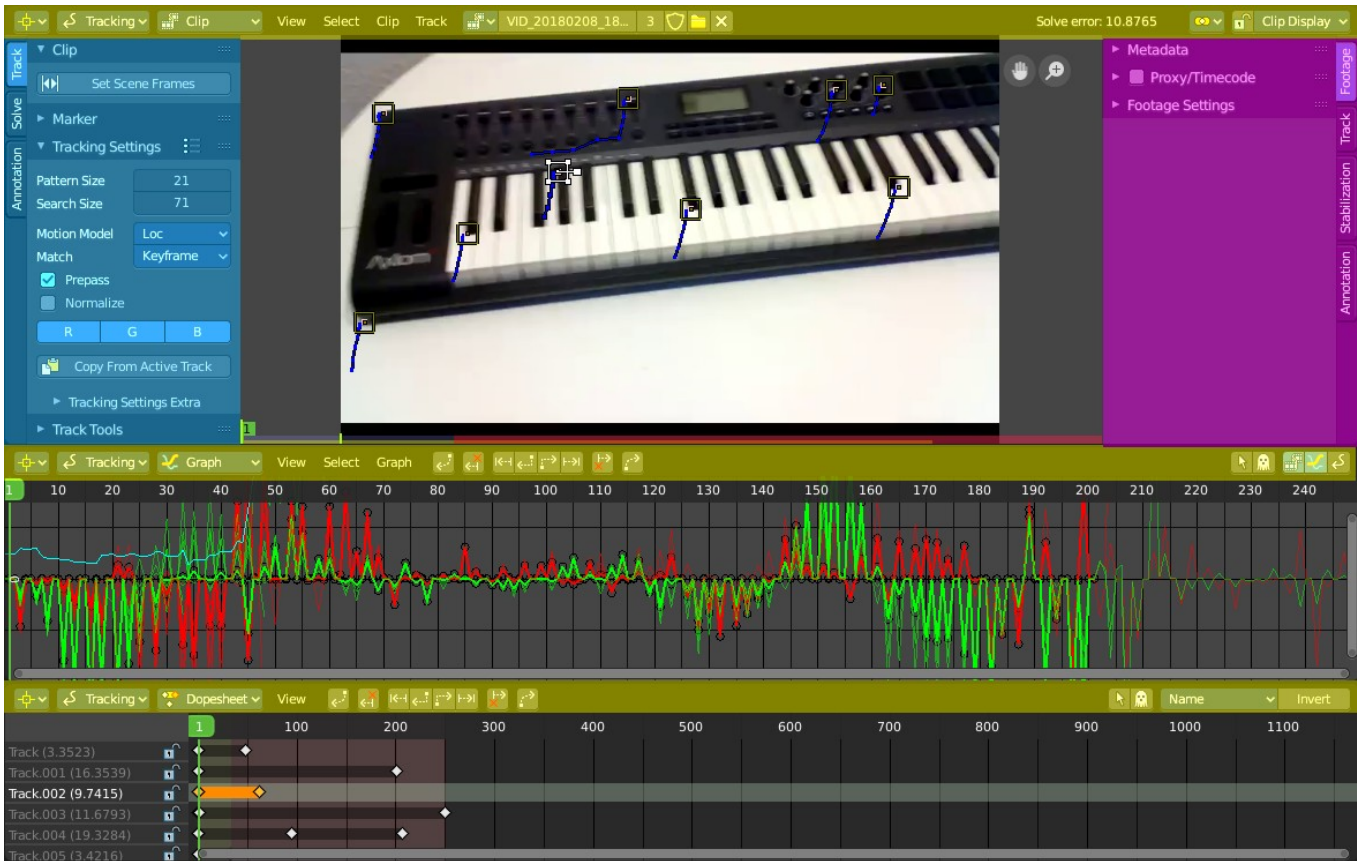 Tracking Clip View Select Clip Track VID_20180208_18... 3 Solve error: 10.8765 Clip Display
Track
Solve
Annotation
Clip
Set Scene Frames
Marker
Tracking Settings
Pattern Size 21
Search Size 71
Motion Model Loc
Match Keyframe
Prepass
Normalize
R G B
Copy From Active Track
Tracking Settings Extra
Track Tools
1
Axiom
Metadata
Proxy/Timecode
Footage Settings
Footage
Track
Stabilization
Annotation
Tracking Graph View Select Graph
1 10 20 30 40 50 60 70 80 90 100 110 120 130 140 150 160 170 180 190 200 210 220 230 240
0
Tracking Dopesheet View Name Invert
1 100 200 300 400 500 600 700 800 900 1000 1100
Track (3.3523)
Track.001 (16.3539)
Track.002 (9.7415)
Track.003 (11.6793)
Track.004 (19.3284)
Track.005 (3.4216)